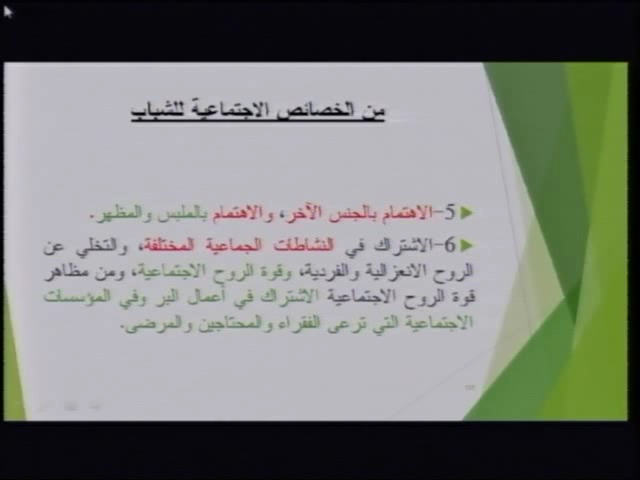 من الخصائص الاجتماعية للشباب
5-الاهتمام بالجنس الآخر، والاهتمام بالملبس والمظهر.
6-الاشتراك في النشاطات الجماعية المختلفة، والتخلي عن
الروح الانعزالية والفردية، وقوة الروح الاجتماعية، ومن مظاهر
قوة الروح الاجتماعية الاشتراك في أعمال البر وفي المؤسسات
الاجتماعية التي ترعى الفقراء والمحتاجين والمرضى.